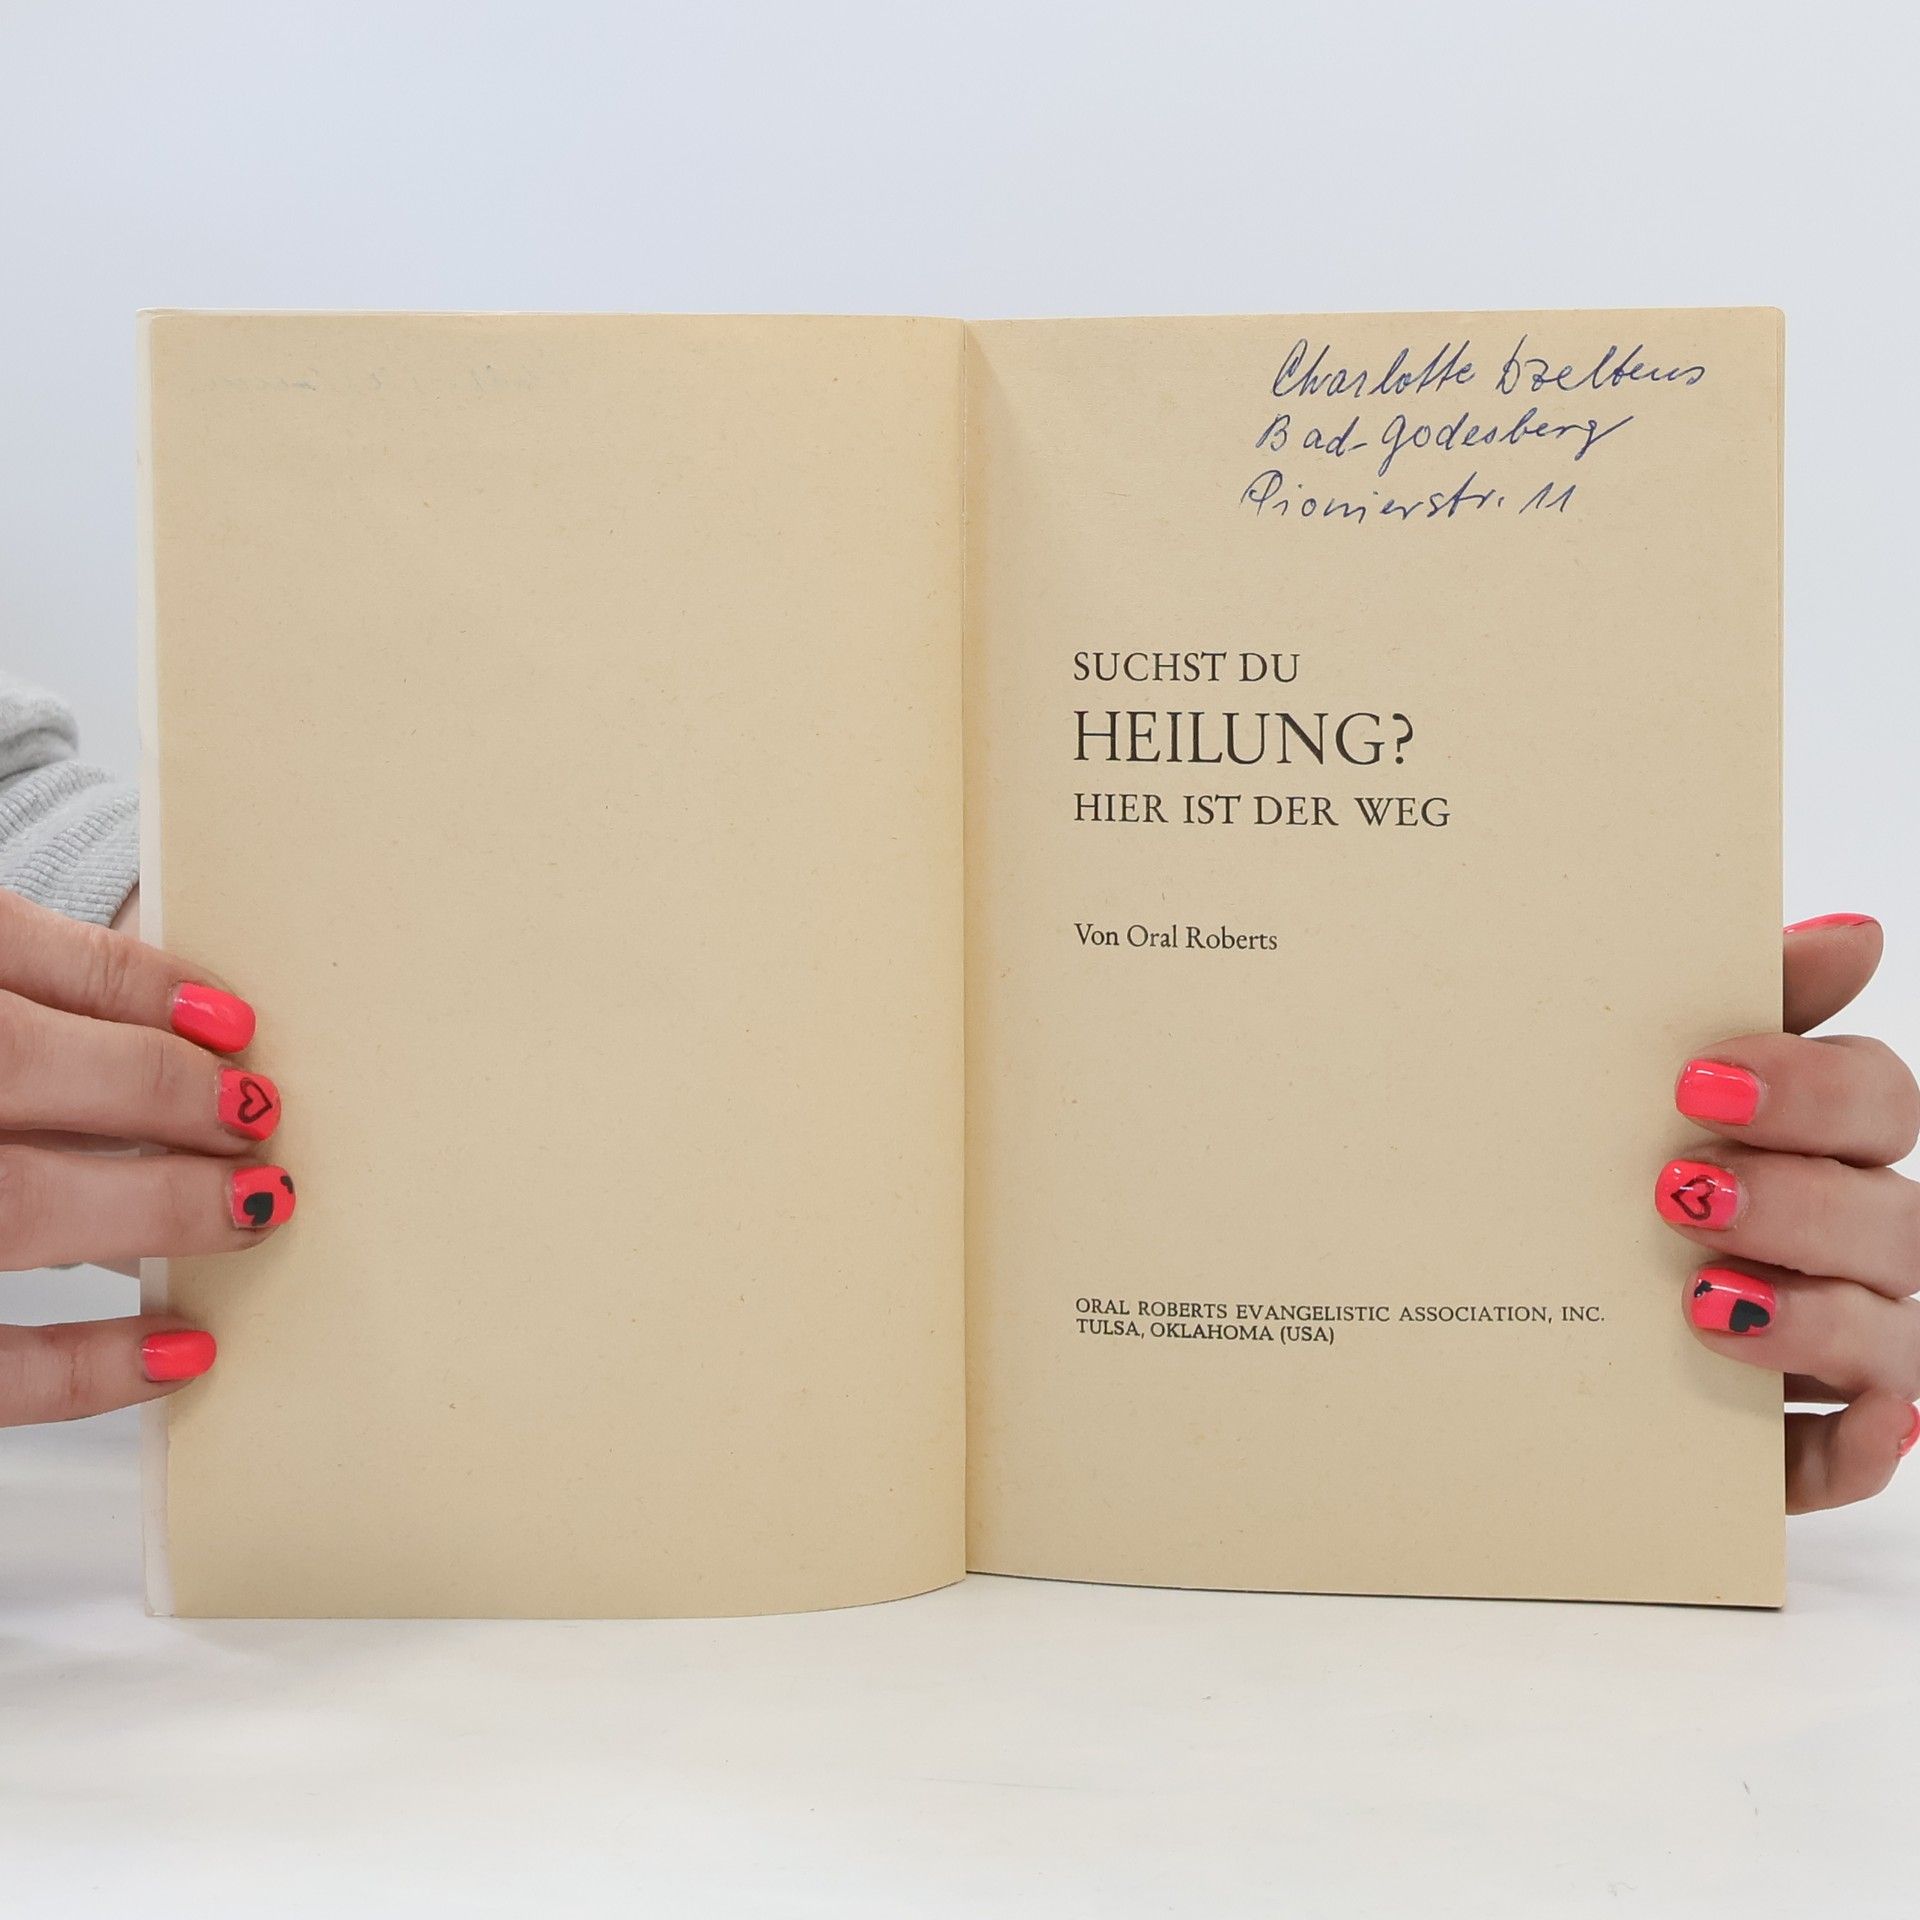 Charlotte
Bad-Godesberg
Pionierstr. 11
SUCHST DU
HEILUNG?
HIER IST DER WEG
Von Oral Roberts
ORAL ROBERTS EVANGELISTIC ASSOCIATION, INC.
TULSA, OKLAHOMA (USA)